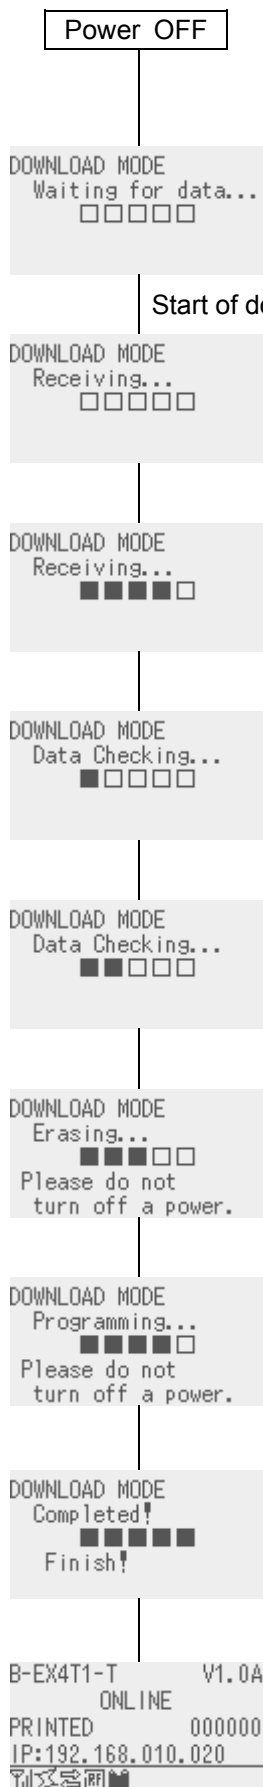 Power OFF
DOWNLOAD MODE
Waiting for data...
□□□□□
Start of
DOWNLOAD MODE
Receiving...
□□□□□
DOWNLOAD MODE
Receiving...
■■■■□
DOWNLOAD MODE
Data Checking...
■□□□□
DOWNLOAD MODE
Data Checking...
■■□□□
DOWNLOAD MODE
Erasing...
■■■□□
Please do not
turn off a power.
DOWNLOAD MODE
Programming...
■■■■□
Please do not
turn off a power.
DOWNLOAD MODE
Completed!
■■■■■
Finish!
B-EX4T1-T V1.0A
ONLINE
PRINTED 000000
IP:192.168.010.020
RF